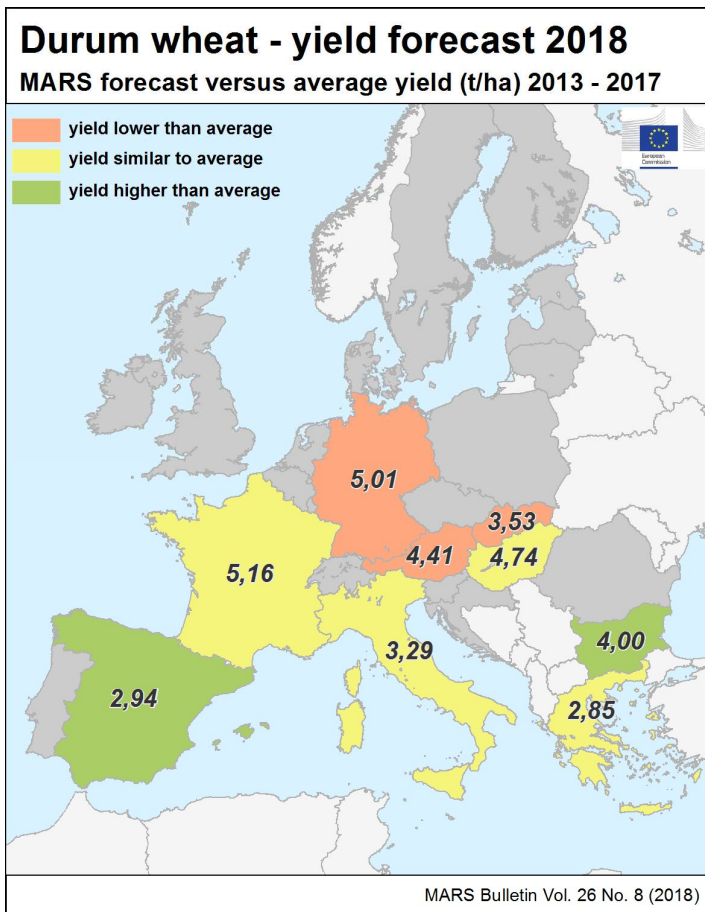 Durum wheat - yield forecast 2018
MARS forecast versus average yield (t/ha) 2013 - 2017
yield lower than average
yield similar to average
yield higher than average
European
Commission
5,01
3,53
4,41
4,74
5,16
3,29
4,00
2,94
2,85
MARS Bulletin Vol. 26 No. 8 (2018)